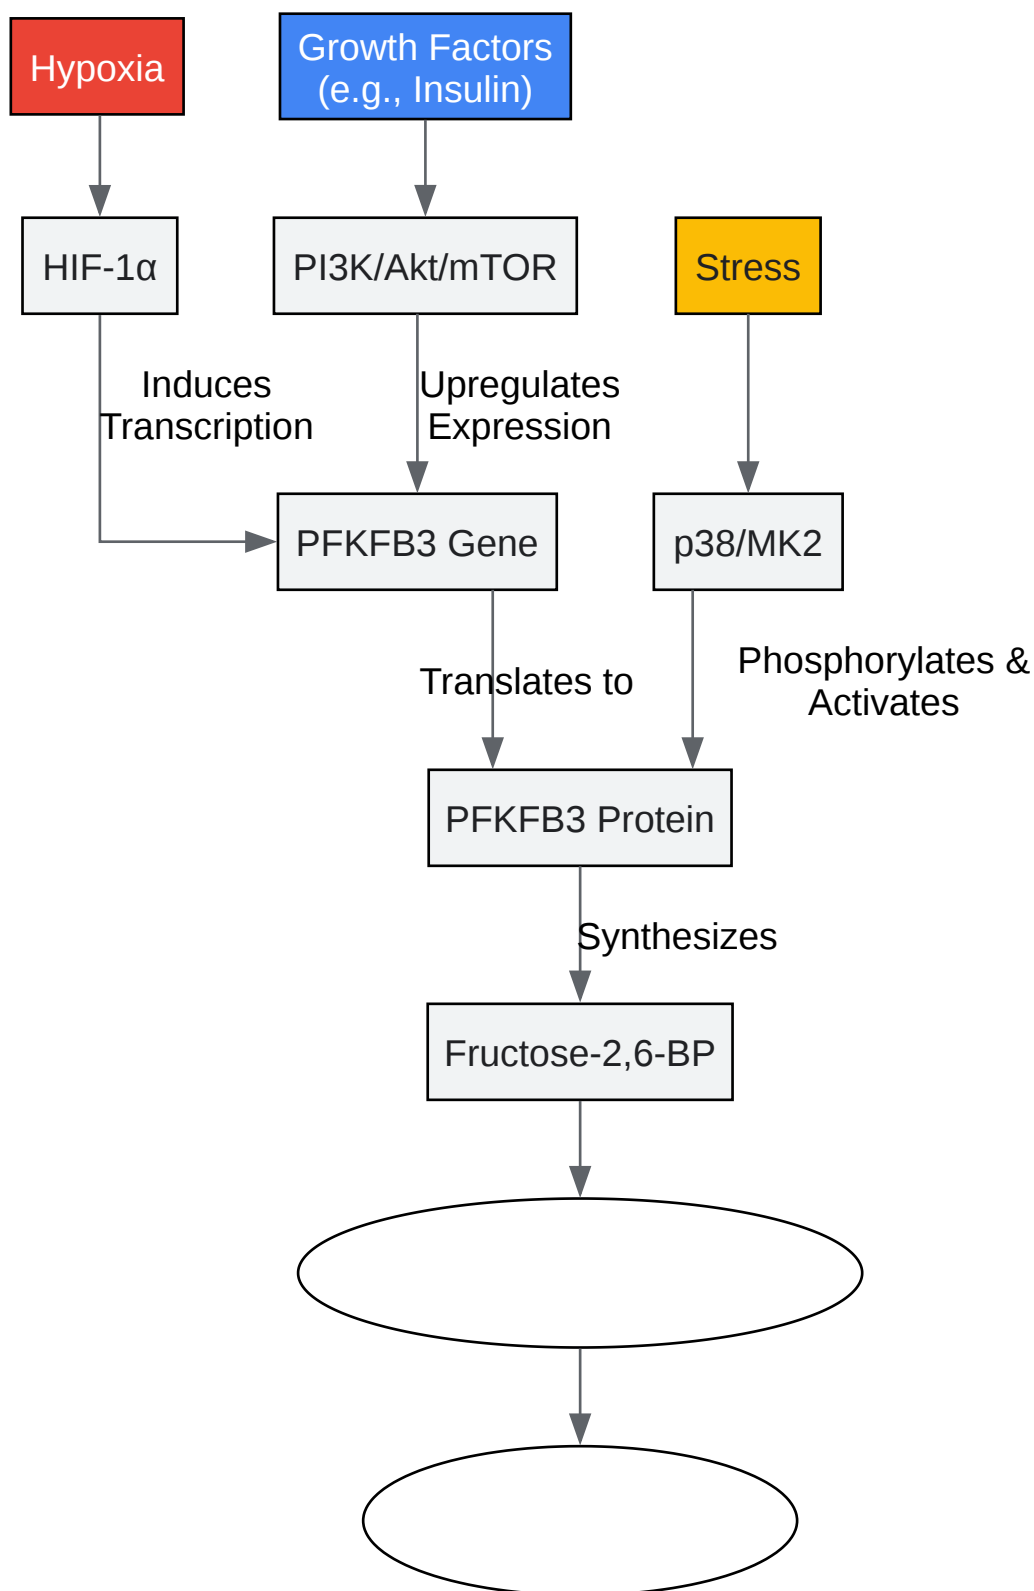 Hypoxia
Growth Factors
(e.g., Insulin)
HIF-1α
PI3K/Akt/mTOR
Stress
Induces
Transcription
Upregulates
Expression
PFKFB3 Gene
p38/MK2
Translates to
Phosphorylates &
Activates
PFKFB3 Protein
Synthesizes
Fructose-2,6-BP